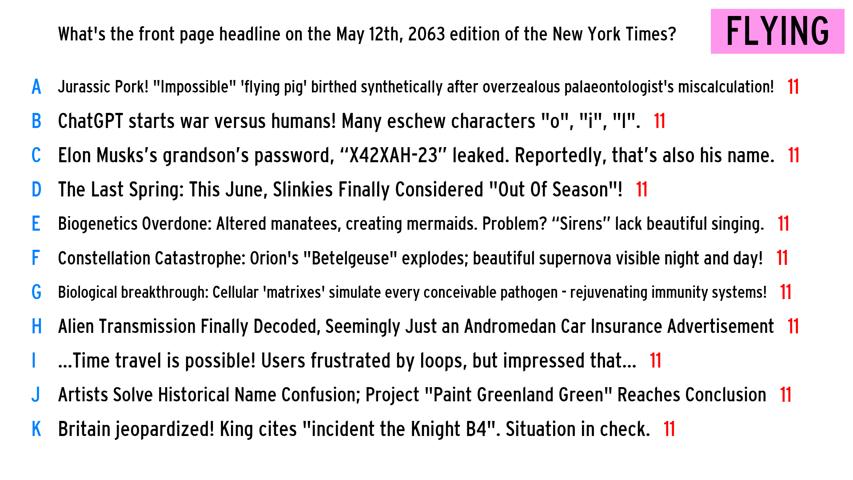 What's the front page headline on the May 12th, 2063 edition of the New York Times?
FLYING
A Jurassic Pork! "Impossible" 'flying pig' birthed synthetically after overzealous palaeontologist's miscalculation! 11
B ChatGPT starts war versus humans! Many eschew characters "o", "i", "l". 11
C Elon Musks’s grandson’s password, “X42XAH-23” leaked. Reportedly, that’s also his name. 11
D The Last Spring: This June, Slinkies Finally Considered "Out Of Season"! 11
E Biogenetics Overdone: Altered manatees, creating mermaids. Problem? “Sirens” lack beautiful singing. 11
F Constellation Catastrophe: Orion's "Betelgeuse" explodes; beautiful supernova visible night and day! 11
G Biological breakthrough: Cellular 'matrixes' simulate every conceivable pathogen - rejuvenating immunity systems! 11
H Alien Transmission Finally Decoded, Seemingly Just an Andromedan Car Insurance Advertisement 11
I ...Time travel is possible! Users frustrated by loops, but impressed that... 11
J Artists Solve Historical Name Confusion; Project "Paint Greenland Green" Reaches Conclusion 11
K Britain jeopardized! King cites "incident the Knight B4". Situation in check. 11